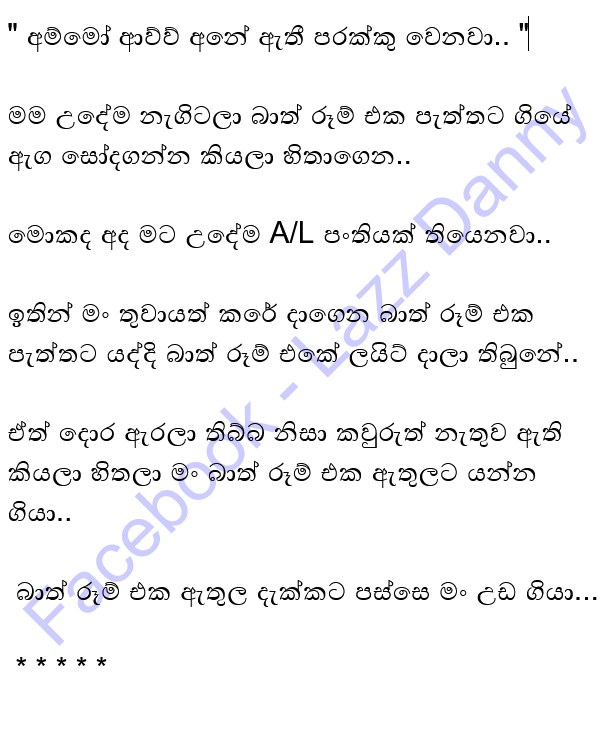 " අම්මෝ ආව්ව් අනේ ඇතී පරක්කු වෙනවා.. "
මම උදේම නැගිටලා බාත් රූම් එක පැත්තට ගියේ
ඇග සෝදගන්න කියලා හිතාගෙන..
මොකද අද මට උදේම A/L පංතියක් තියෙනවා..
ඉතින් මං තුවායත් කරේ දාගෙන බාත් රූම් එක
පැත්තට යද්දි බාත් රූම් එකේ ලයිට් දාලා තිබුනේ..
ඒත් දොර ඇරලා තිබ්බ නිසා කවුරුත් නැතුව ඇති
කියලා හිතලා මං බාත් රූම් එක ඇතුලට යන්න
ගියා..
බාත් රූම් එක ඇතුල දැක්කට පස්සෙ මං උඩ ගියා...
* * * * *
Facebook - Lazz Danny